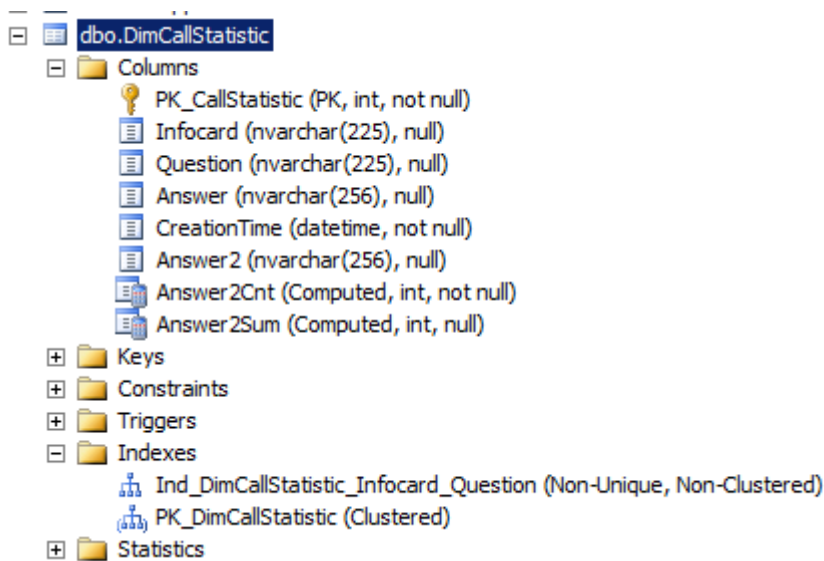 dbo.DimCallStatistic
Columns
PK_CallStatistic (PK, int, not null)
Infocard (nvarchar(225), null)
Question (nvarchar(225), null)
Answer (nvarchar(256), null)
CreationTime (datetime, not null)
Answer2 (nvarchar(256), null)
Answer2Cnt (Computed, int, not null)
Answer2Sum (Computed, int, null)
Keys
Constraints
Triggers
Indexes
Ind_DimCallStatistic_Infocard_Question (Non-Unique, Non-Clustered)
PK_DimCallStatistic (Clustered)
Statistics